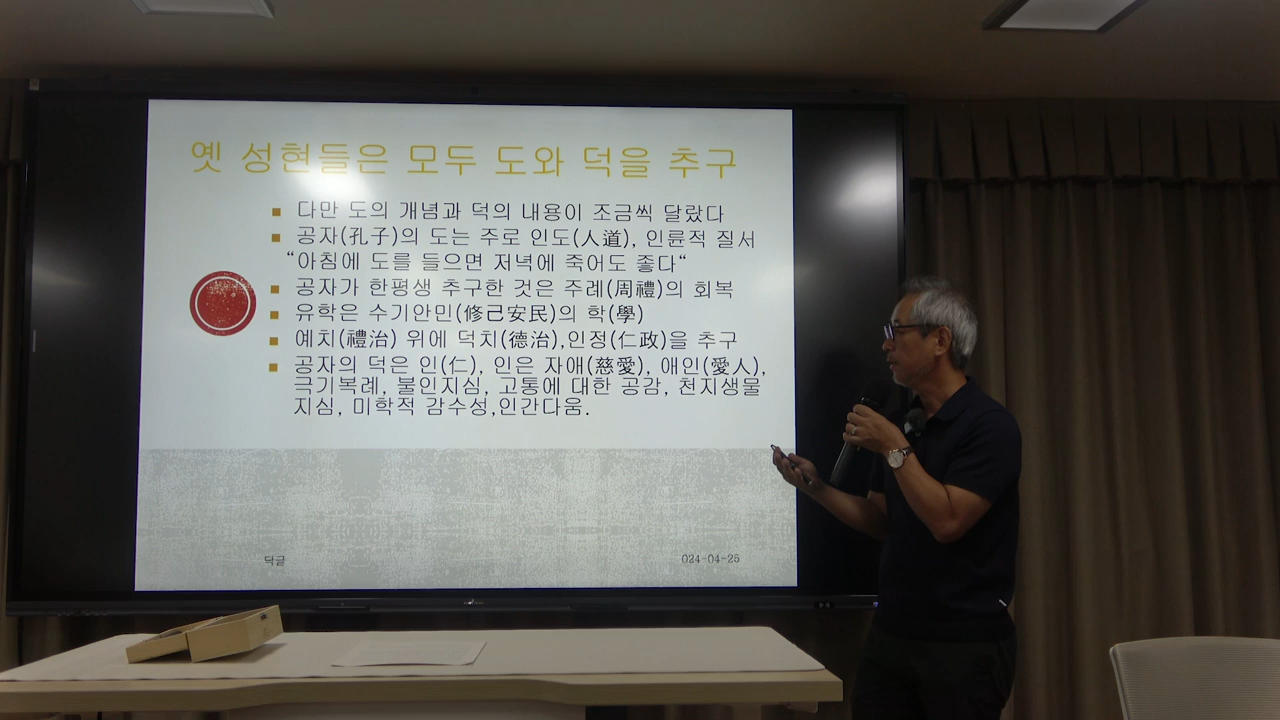 옛 성현들은 모두 도와 덕을 추구
다만 도의 개념과 덕의 내용이 조금씩 달랐다
공자(孔子)의 도는 주로 인도(人道), 인륜적 질서
“아침에 도를 들으면 저녁에 죽어도 좋다“
공자가 한평생 추구한 것은 주례(周禮)의 회복
유학은 수기안민(修己安民)의 학(學)
예치(禮治) 위에 덕치(德治),인정(仁政)을 추구
공자의 덕은 인(仁), 인은 자애(慈愛), 애인(愛人),
극기복례, 불인지심, 고통에 대한 공감, 천지생물
지심, 미학적 감수성,인간다움.
닥글
024-04-25